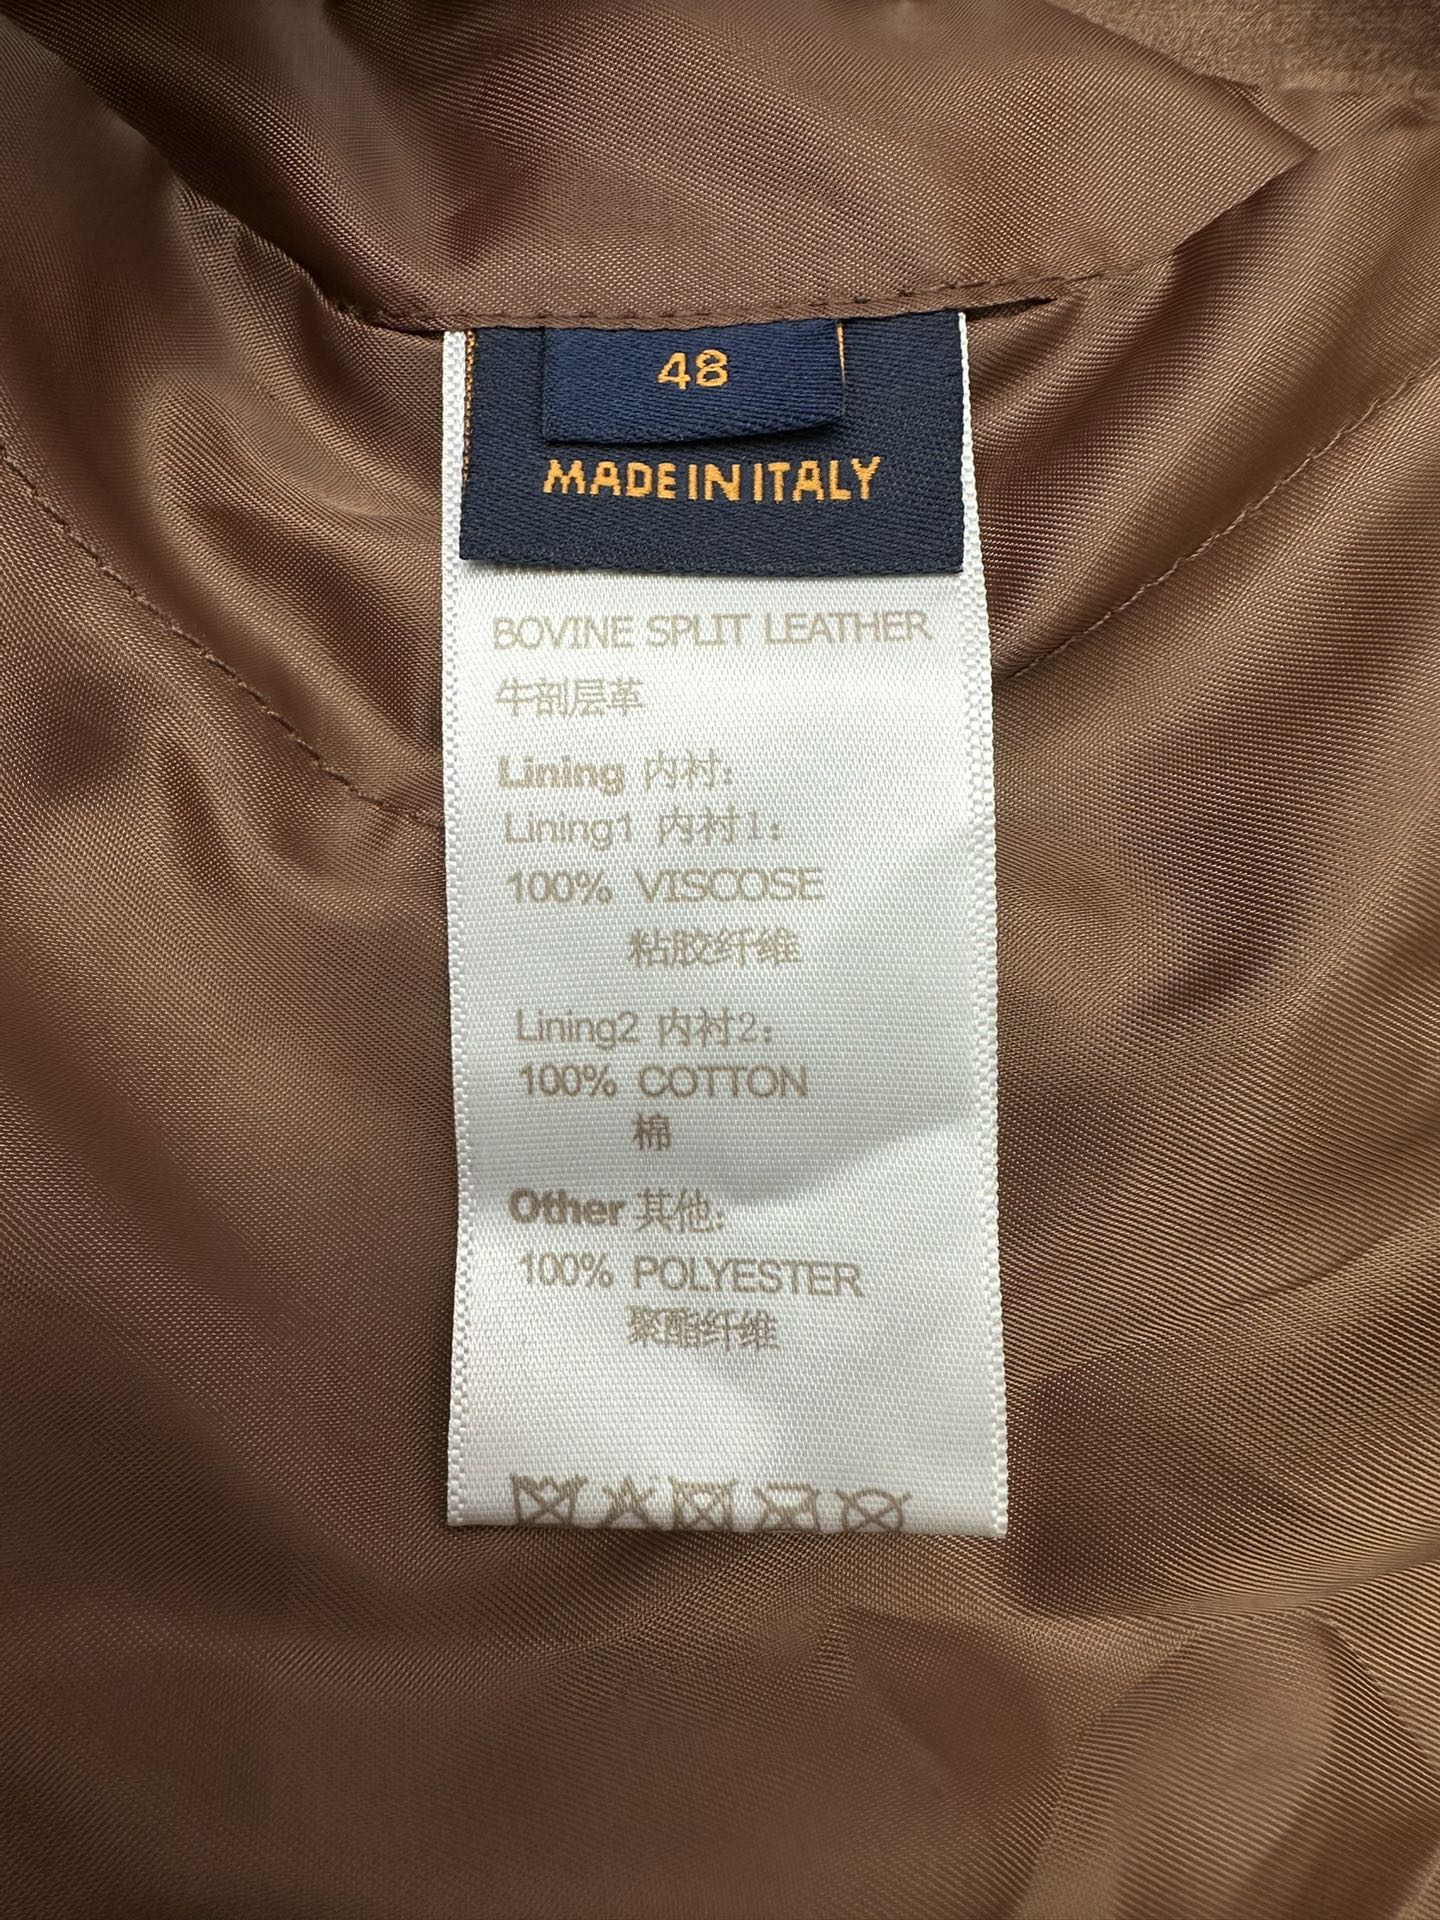 48
MADE IN ITALY
BOVINE SPLIT LEATHER
牛剖层革
Lining 内衬:
Lining1 内衬1:
100% VISCOSE
粘胶纤维
Lining2 内衬2:
100% COTTON
棉
Other 其他:
100% POLYESTER
聚酯纤维